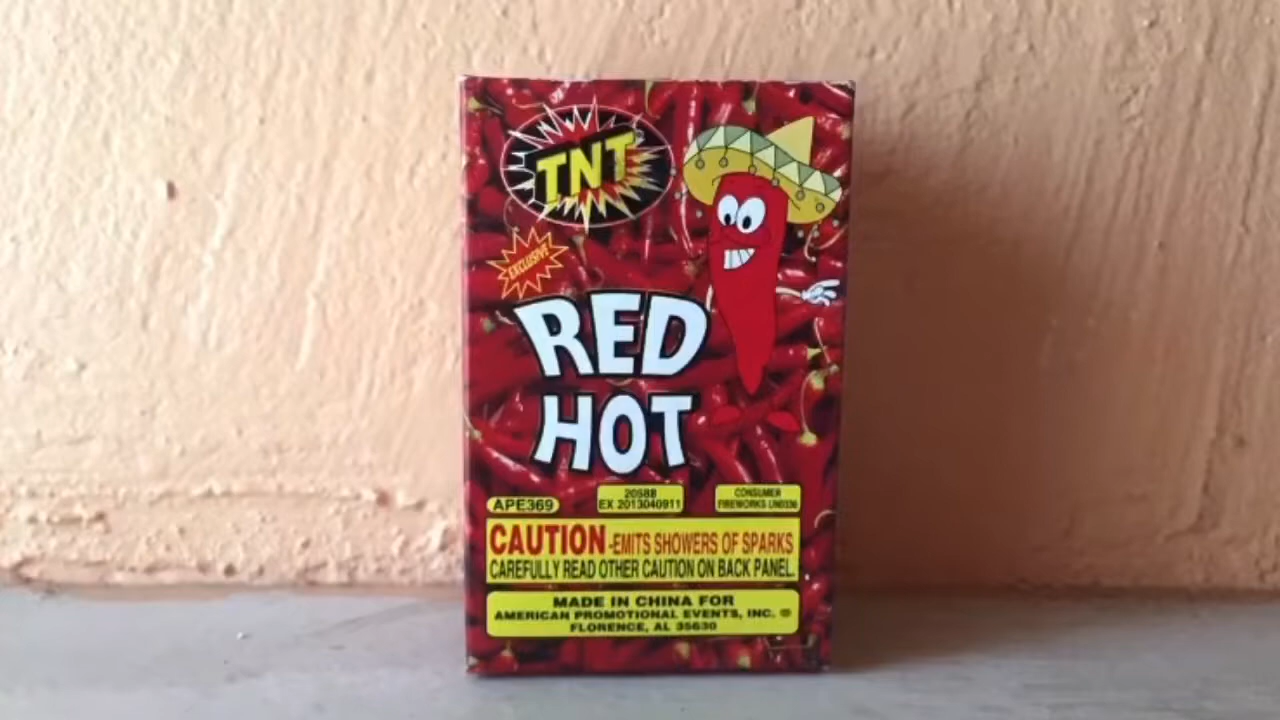 TNT
EXCLUSIVE
RED
HOT
APE369
20588
EX 2013040911
CONSUMER
FIREWORKS UN0336
CAUTION-EMITS SHOWERS OF SPARKS
CAREFULLY READ OTHER CAUTION ON BACK PANEL.
MADE IN CHINA FOR
AMERICAN PROMOTIONAL EVENTS, INC. ®
FLORENCE, AL 35630